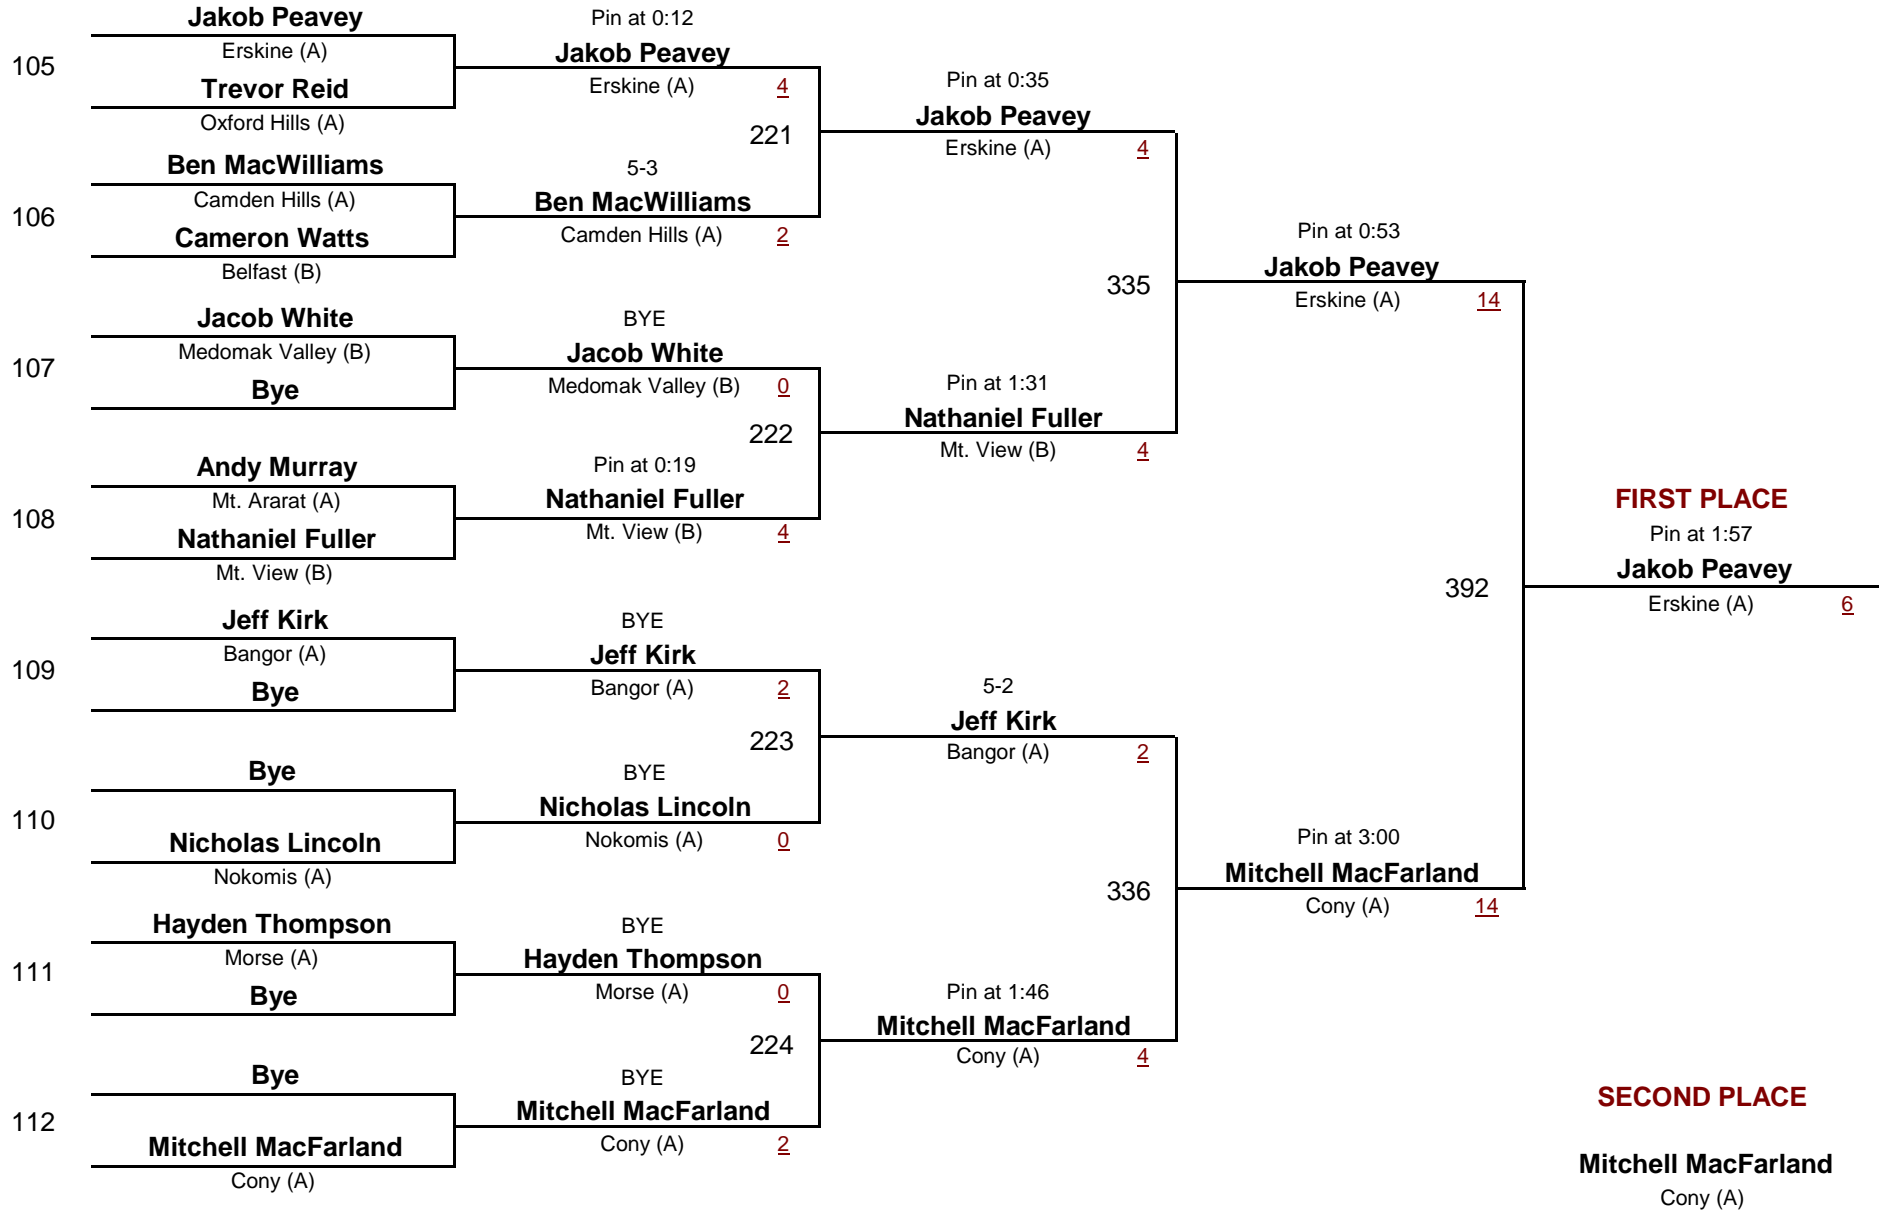 Jakob Peavey
Erskine (A)
105
Trevor Reid
Oxford Hills (A)
Ben MacWilliams
Camden Hills (A)
106
Cameron Watts
Belfast (B)
Jacob White
Medomak Valley (B)
107
Bye
Andy Murray
Mt. Ararat (A)
108
Nathaniel Fuller
Mt. View (B)
Jeff Kirk
Bangor (A)
109
Bye
Bye
110
Nicholas Lincoln
Nokomis (A)
Hayden Thompson
Morse (A)
111
Bye
Bye
112
Mitchell MacFarland
Cony (A)
Pin at 0:12
Jakob Peavey
Erskine (A) 4
221
5-3
Ben MacWilliams
Camden Hills (A) 2
BYE
Jacob White
Medomak Valley (B) 0
222
Pin at 0:19
Nathaniel Fuller
Mt. View (B) 4
BYE
Jeff Kirk
Bangor (A) 2
223
BYE
Nicholas Lincoln
Nokomis (A) 0
BYE
Hayden Thompson
Morse (A) 0
224
BYE
Mitchell MacFarland
Cony (A) 2
Pin at 0:35
Jakob Peavey
Erskine (A) 4
335
Pin at 1:31
Nathaniel Fuller
Mt. View (B) 4
5-2
Jeff Kirk
Bangor (A) 2
336
Pin at 1:46
Mitchell MacFarland
Cony (A) 4
Pin at 0:53
Jakob Peavey
Erskine (A) 14
392
Pin at 3:00
Mitchell MacFarland
Cony (A) 14
FIRST PLACE
Pin at 1:57
Jakob Peavey
Erskine (A) 6
SECOND PLACE
Mitchell MacFarland
Cony (A)